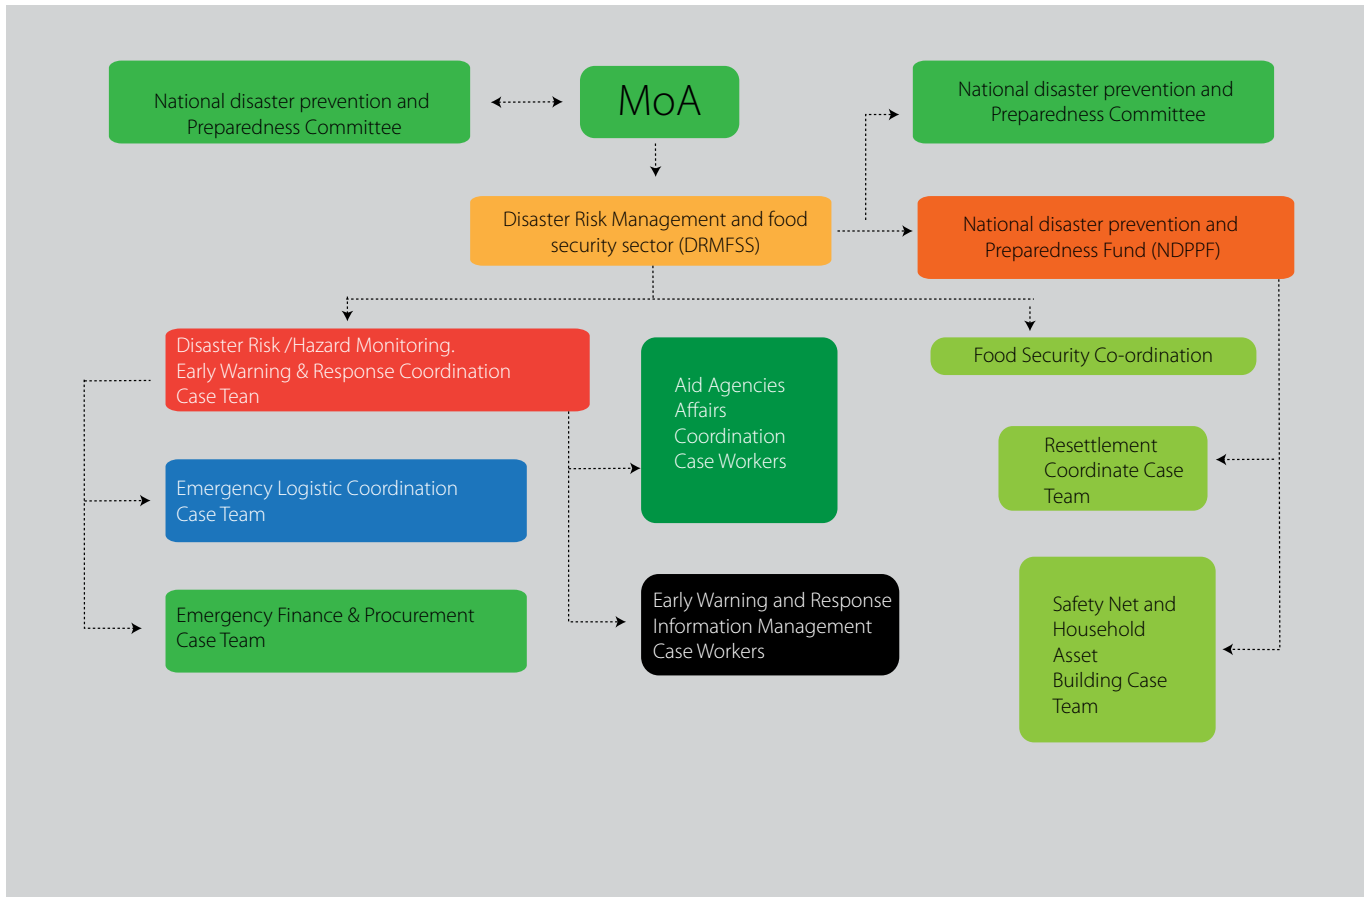 National disaster prevention and
Preparedness Committee
MoA
National disaster prevention and
Preparedness Committee
Disaster Risk Management and food
security sector (DRMFSS)
National disaster prevention and
Preparedness Fund (NDPPF)
Disaster Risk /Hazard Monitoring.
Early Warning & Response Coordination
Case Tean
Aid Agencies
Affairs
Coordination
Case Workers
Food Security Co-ordination
Resettlement
Coordinate Case
Team
Emergency Logistic Coordination
Case Team
Emergency Finance & Procurement
Case Team
Early Warning and Response
Information Management
Case Workers
Safety Net and
Household
Asset
Building Case
Team